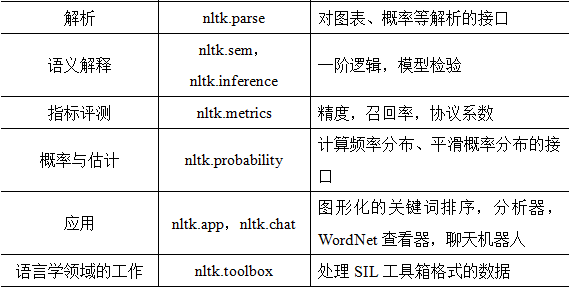 解析 nltk.parse 对图表、概率等解析的接口
语义解释 nltk.sem，
nltk.inference 一阶逻辑，模型检验
指标评测 nltk.metrics 精度，召回率，协议系数
概率与估计 nltk.probability 计算频率分布、平滑概率分布的接
口
应用 nltk.app，nltk.chat 图形化的关键词排序，分析器，
WordNet 查看器，聊天机器人
语言学领域的工作 nltk.toolbox 处理 SIL 工具箱格式的数据